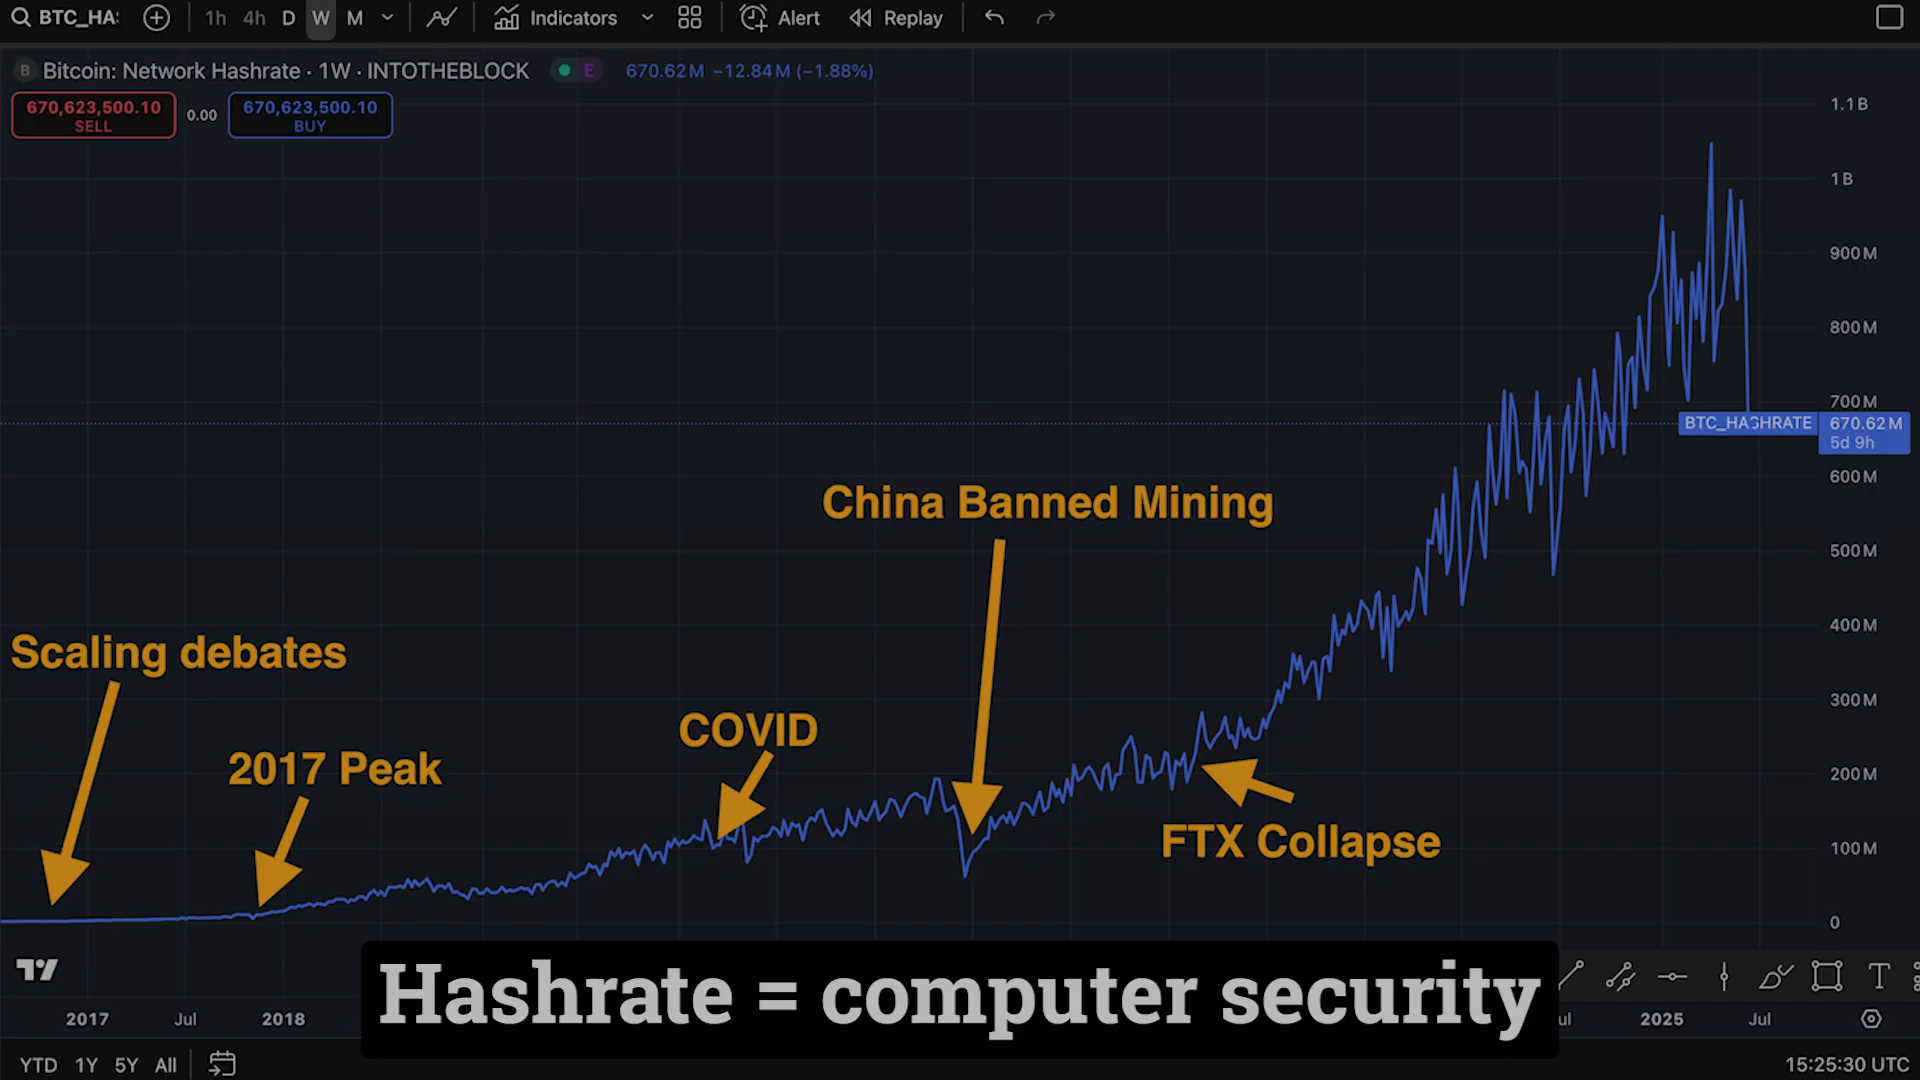 BTC_HA
1h 4h D W M Indicators Alert Replay
B Bitcoin: Network Hashrate · 1W · INTOTHEBLOCK E 670.62M −12.84M (−1.88%)
670,623,500.10 0.00 670,623,500.10
SELL BUY
1.1B
1B
900M
800M
700M
BTC_HASHRATE 670.62M
5d 9h
600M
China Banned Mining
500M
400M
Scaling debates
300M
COVID
2017 Peak
200M
FTX Collapse
100M
0
Hashrate = computer security
T
2017 Jul 2018 ul 2025 Jul
YTD 1Y 5Y All 15:25:30 UTC